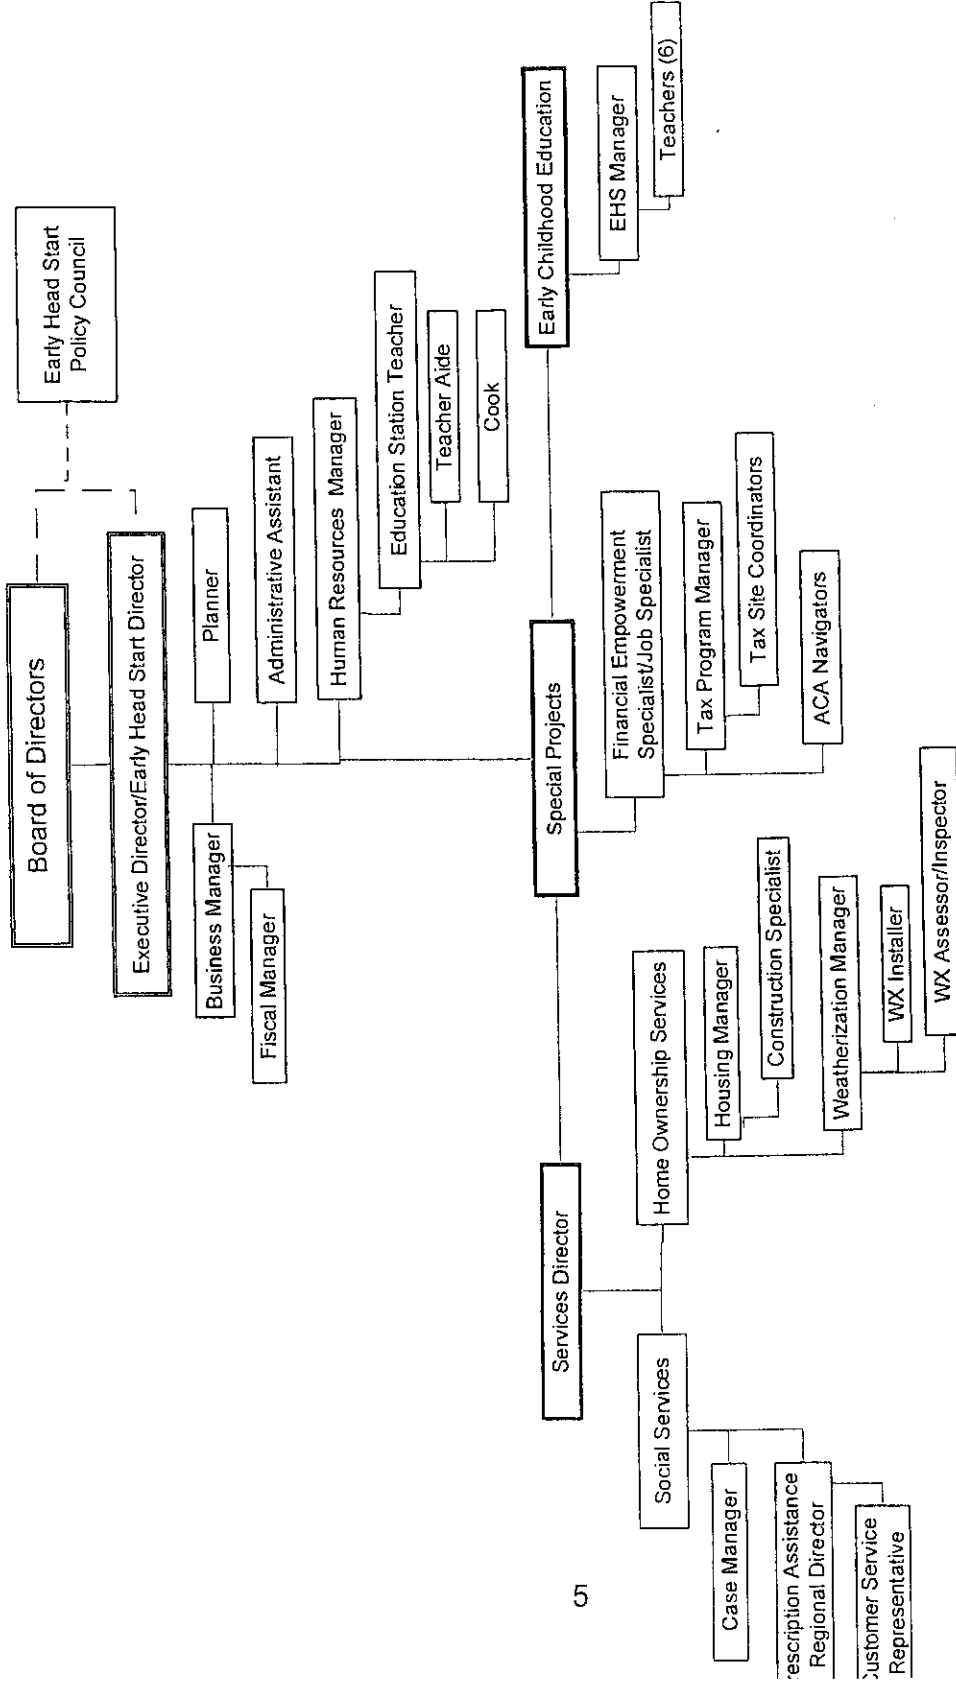 Early Head Start
Policy Council
Board of Directors
Executive Director/Early Head Start Director
Business Manager
Planner
Fiscal Manager
Administrative Assistant
Human Resources Manager
Education Station Teacher
Teacher Aide
Cook
Services Director
Special Projects
Early Childhood Education
Social Services
Home Ownership Services
Financial Empowerment
Specialist/Job Specialist
EHS Manager
Teachers (6)
Case Manager
Housing Manager
Tax Program Manager
escription Assistance
Regional Director
Construction Specialist
Tax Site Coordinators
Customer Service
Representative
Weatherization Manager
ACA Navigators
WX Installer
WX Assessor/Inspector
5